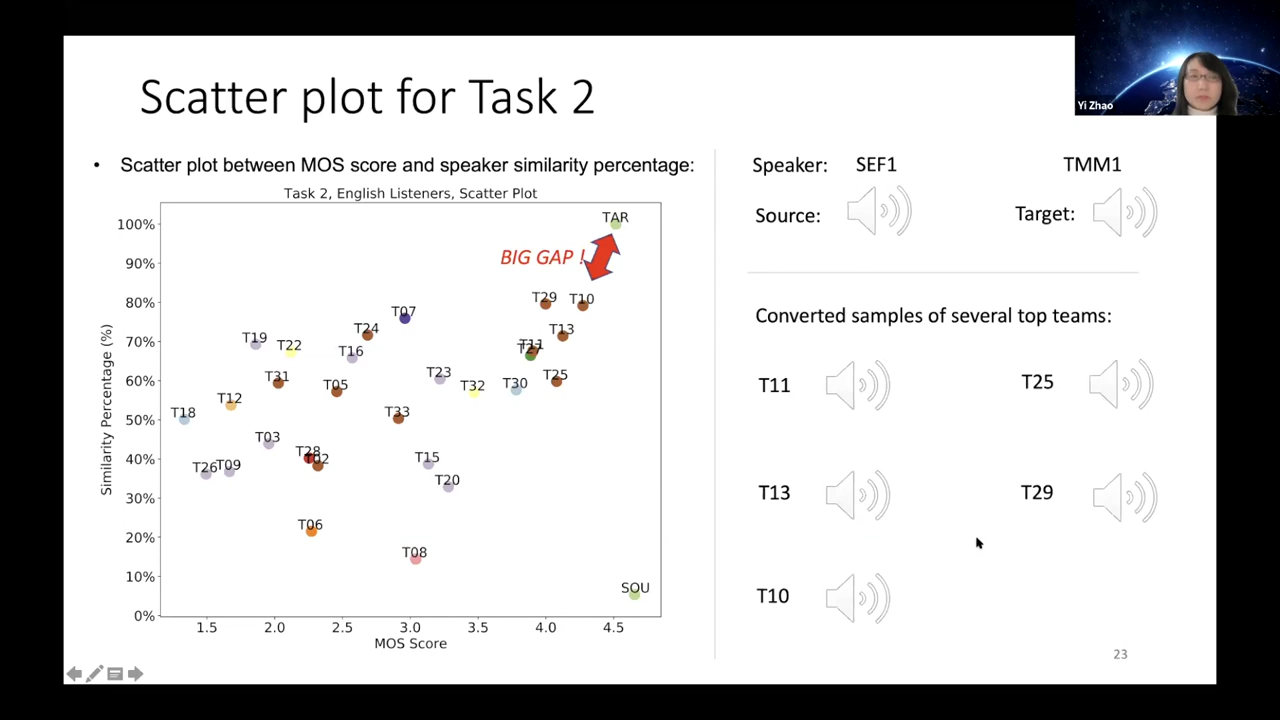 Scatter plot for Task 2
Yi Zhao
• Scatter plot between MOS score and speaker similarity percentage:
Task 2, English Listeners, Scatter Plot
100%
90%
80%
70%
60%
50%
40%
30%
20%
10%
0%
Similarity Percentage (%)
TAR
BIG GAP !
T29
T10
T07
T13
T24
T19
T22
T16
T11
T31
T05
T23
T32
T30
T25
T12
T18
T33
T03
T28
T02
T26
T09
T15
T20
T06
T08
SOU
1.5 2.0 2.5 3.0 3.5 4.0 4.5
MOS Score
Speaker: SEF1 TMM1
Source: Target:
Converted samples of several top teams:
T11 T25
T13 T29
T10
23